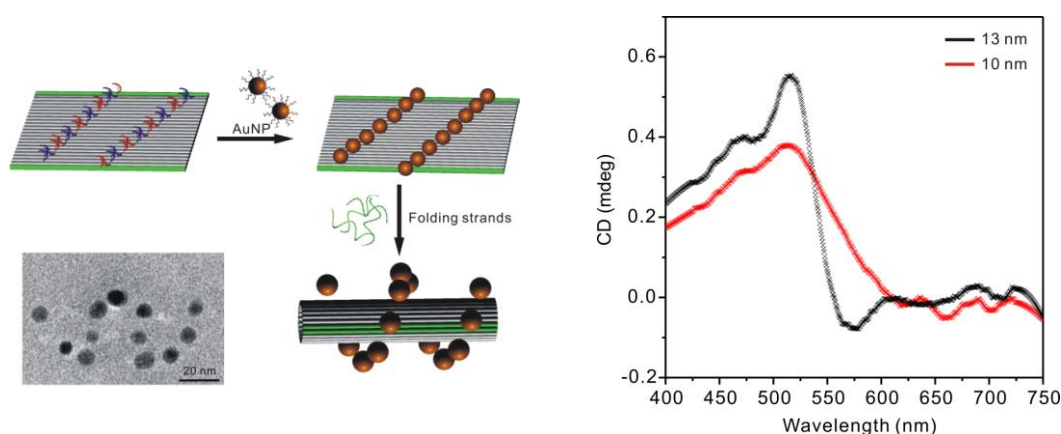 AuNP
Folding strands
20 nm
13 nm
10 nm
CD (mdeg)
0.6
0.4
0.2
0.0
-0.2
400 450 500 550 600 650 700 750
Wavelength (nm)